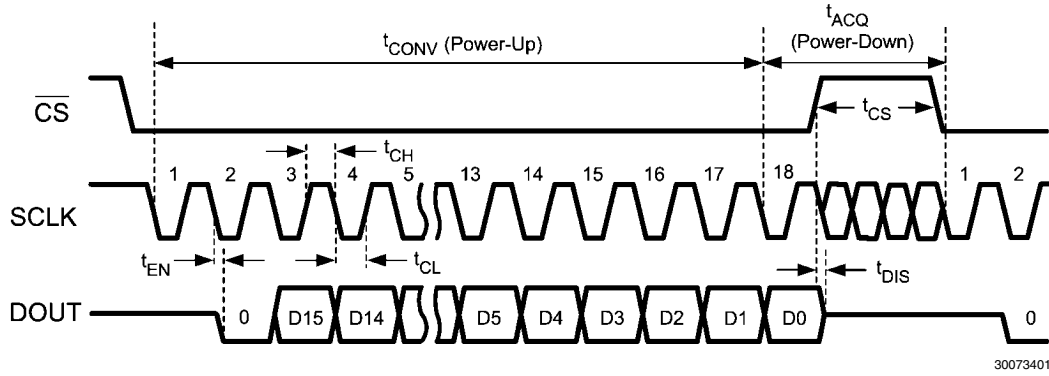 tCONV (Power-Up)
tACQ
(Power-Down)
CS
tCS
tCH
1 2 3 4 5 13 14 15 16 17 18 1 2
SCLK
tEN
tCL
tDIS
DOUT
0 D15 D14 D5 D4 D3 D2 D1 D0 0
30073401